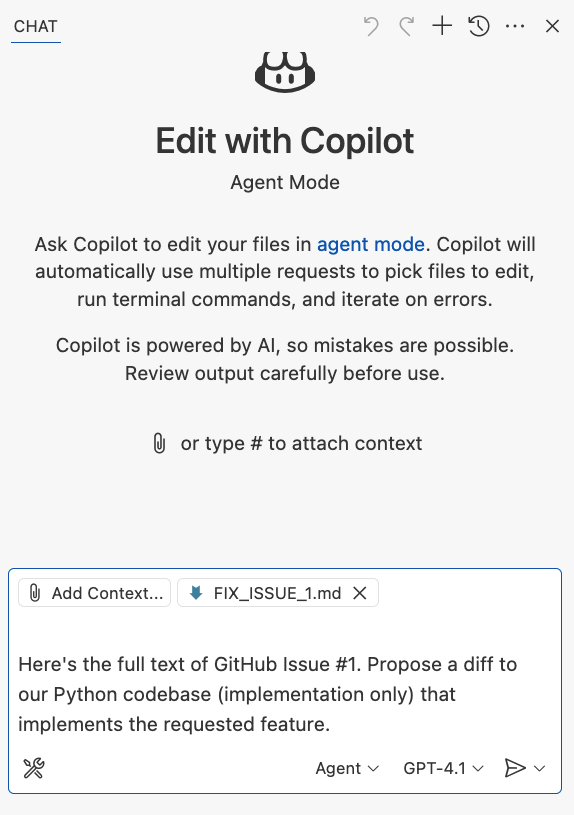 CHAT
Edit with Copilot
Agent Mode
Ask Copilot to edit your files in agent mode. Copilot will
automatically use multiple requests to pick files to edit,
run terminal commands, and iterate on errors.
Copilot is powered by AI, so mistakes are possible.
Review output carefully before use.
or type # to attach context
Add Context... FIX_ISSUE_1.md
Here's the full text of GitHub Issue #1. Propose a diff to
our Python codebase (implementation only) that
implements the requested feature.
Agent GPT-4.1